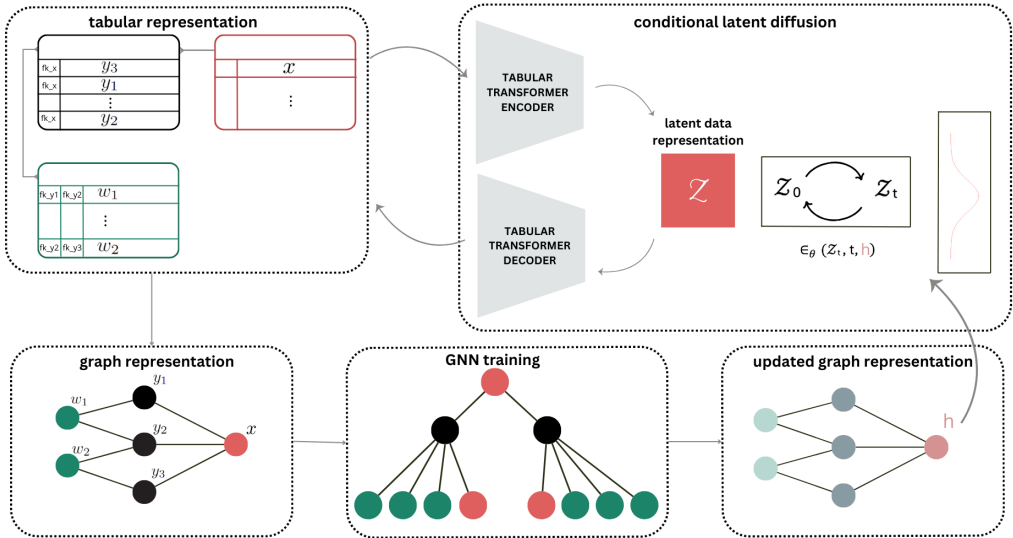 tabular representation
fk_x y₃
fk_x y₁
⋮
fk_x y₂
x
⋮
fk_y1 fk_y2 w₁
⋮
fk_y2 fk_y3 w₂
conditional latent diffusion
TABULAR
TRANSFORMER
ENCODER
TABULAR
TRANSFORMER
DECODER
latent data
representation
Z
Z₀ Zₜ
∈θ (Zₜ, t, h)
graph representation
y₁
w₁
y₂
x
w₂
y₃
GNN training
updated graph representation
h